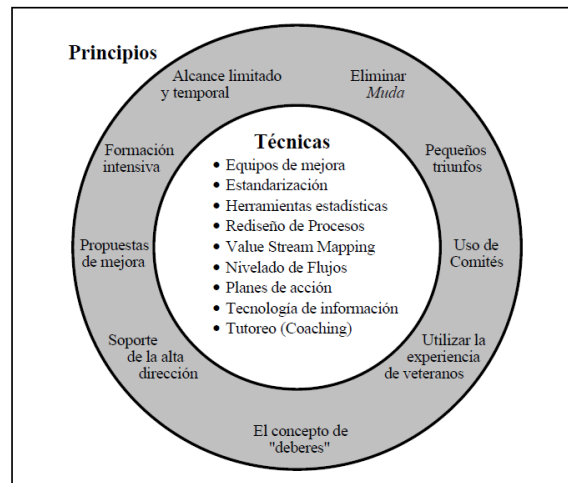 Principios
Alcance limitado
y temporal
Eliminar
Muda
Formación
intensiva
Pequeños
triunfos
Propuestas
de mejora
Uso de
Comités
Soporte
de la alta
dirección
Utilizar la
experiencia
de veteranos
El concepto de
"deberes"
Técnicas
• Equipos de mejora
• Estandarización
• Herramientas estadísticas
• Rediseño de Procesos
• Value Stream Mapping
• Nivelado de Flujos
• Planes de acción
• Tecnología de información
• Tutoreo (Coaching)